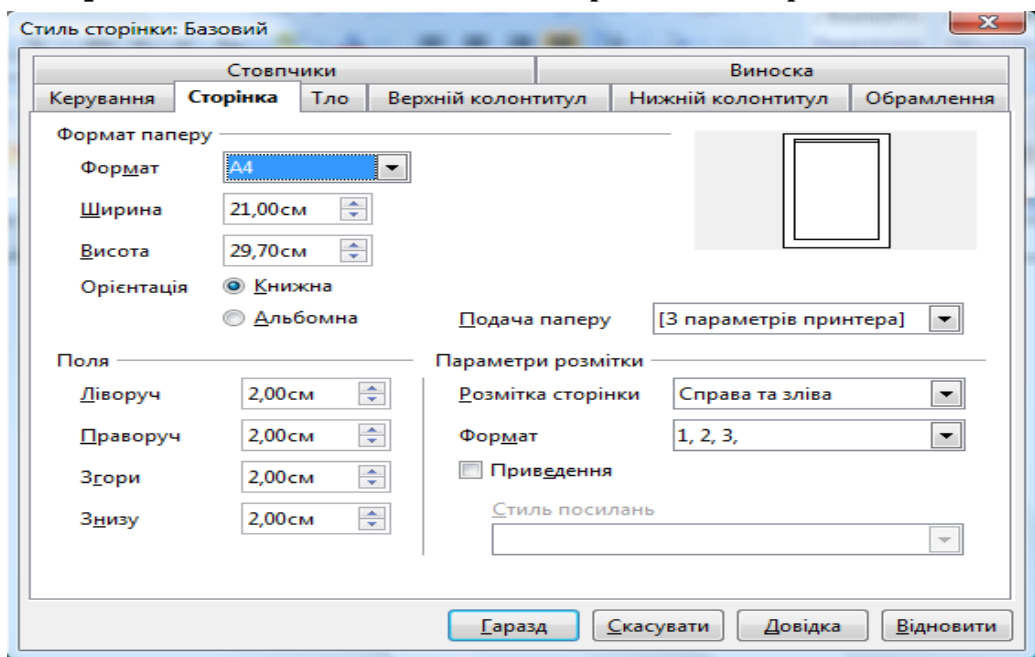 Стиль сторінки: Базовий
Стовпчики Виноска
Керування Сторінка Тло Верхній колонтитул Нижній колонтитул Обрамлення
Формат паперу
Формат A4
Ширина 21,00см
Висота 29,70см
Орієнтація Книжна
Альбомна Подача паперу [З параметрів принтера]
Поля Параметри розмітки
Ліворуч 2,00см Розмітка сторінки Справа та зліва
Праворуч 2,00см Формат 1, 2, 3,
Згори 2,00см Приведення
Знизу 2,00см Стиль посилань
Гаразд Скасувати Довідка Відновити